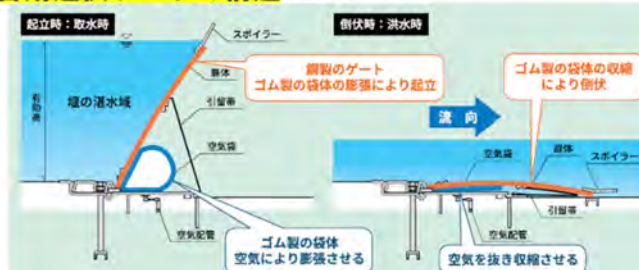 起立時：取水時
スポイラー
扉体
鋼製のゲート
ゴム製の袋体の膨張により起立
有効高
堰の湛水域
引留帯
空気袋
空気配管
ゴム製の袋体
空気により膨張させる
倒伏時：洪水時
ゴム製の袋体の収縮
により倒伏
流向
空気袋
扉体
スポイラー
引留帯
空気配管
空気を抜き収縮させる